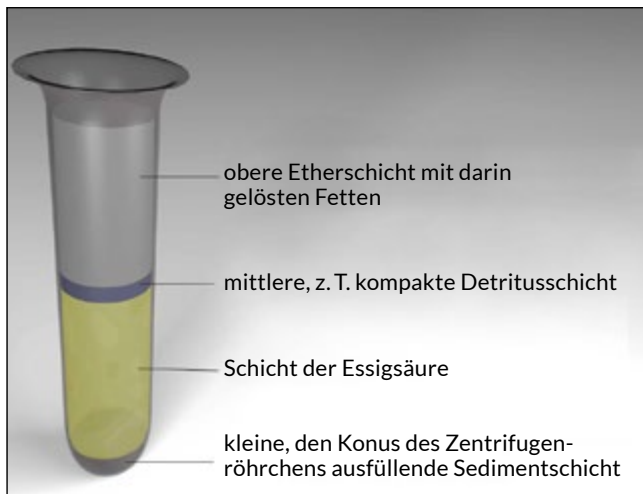 obere Etherschicht mit darin
gelösten Fetten
mittlere, z. T. kompakte Detritusschicht
Schicht der Essigsäure
kleine, den Konus des Zentrifugen-
röhrchens ausfüllende Sedimentschicht